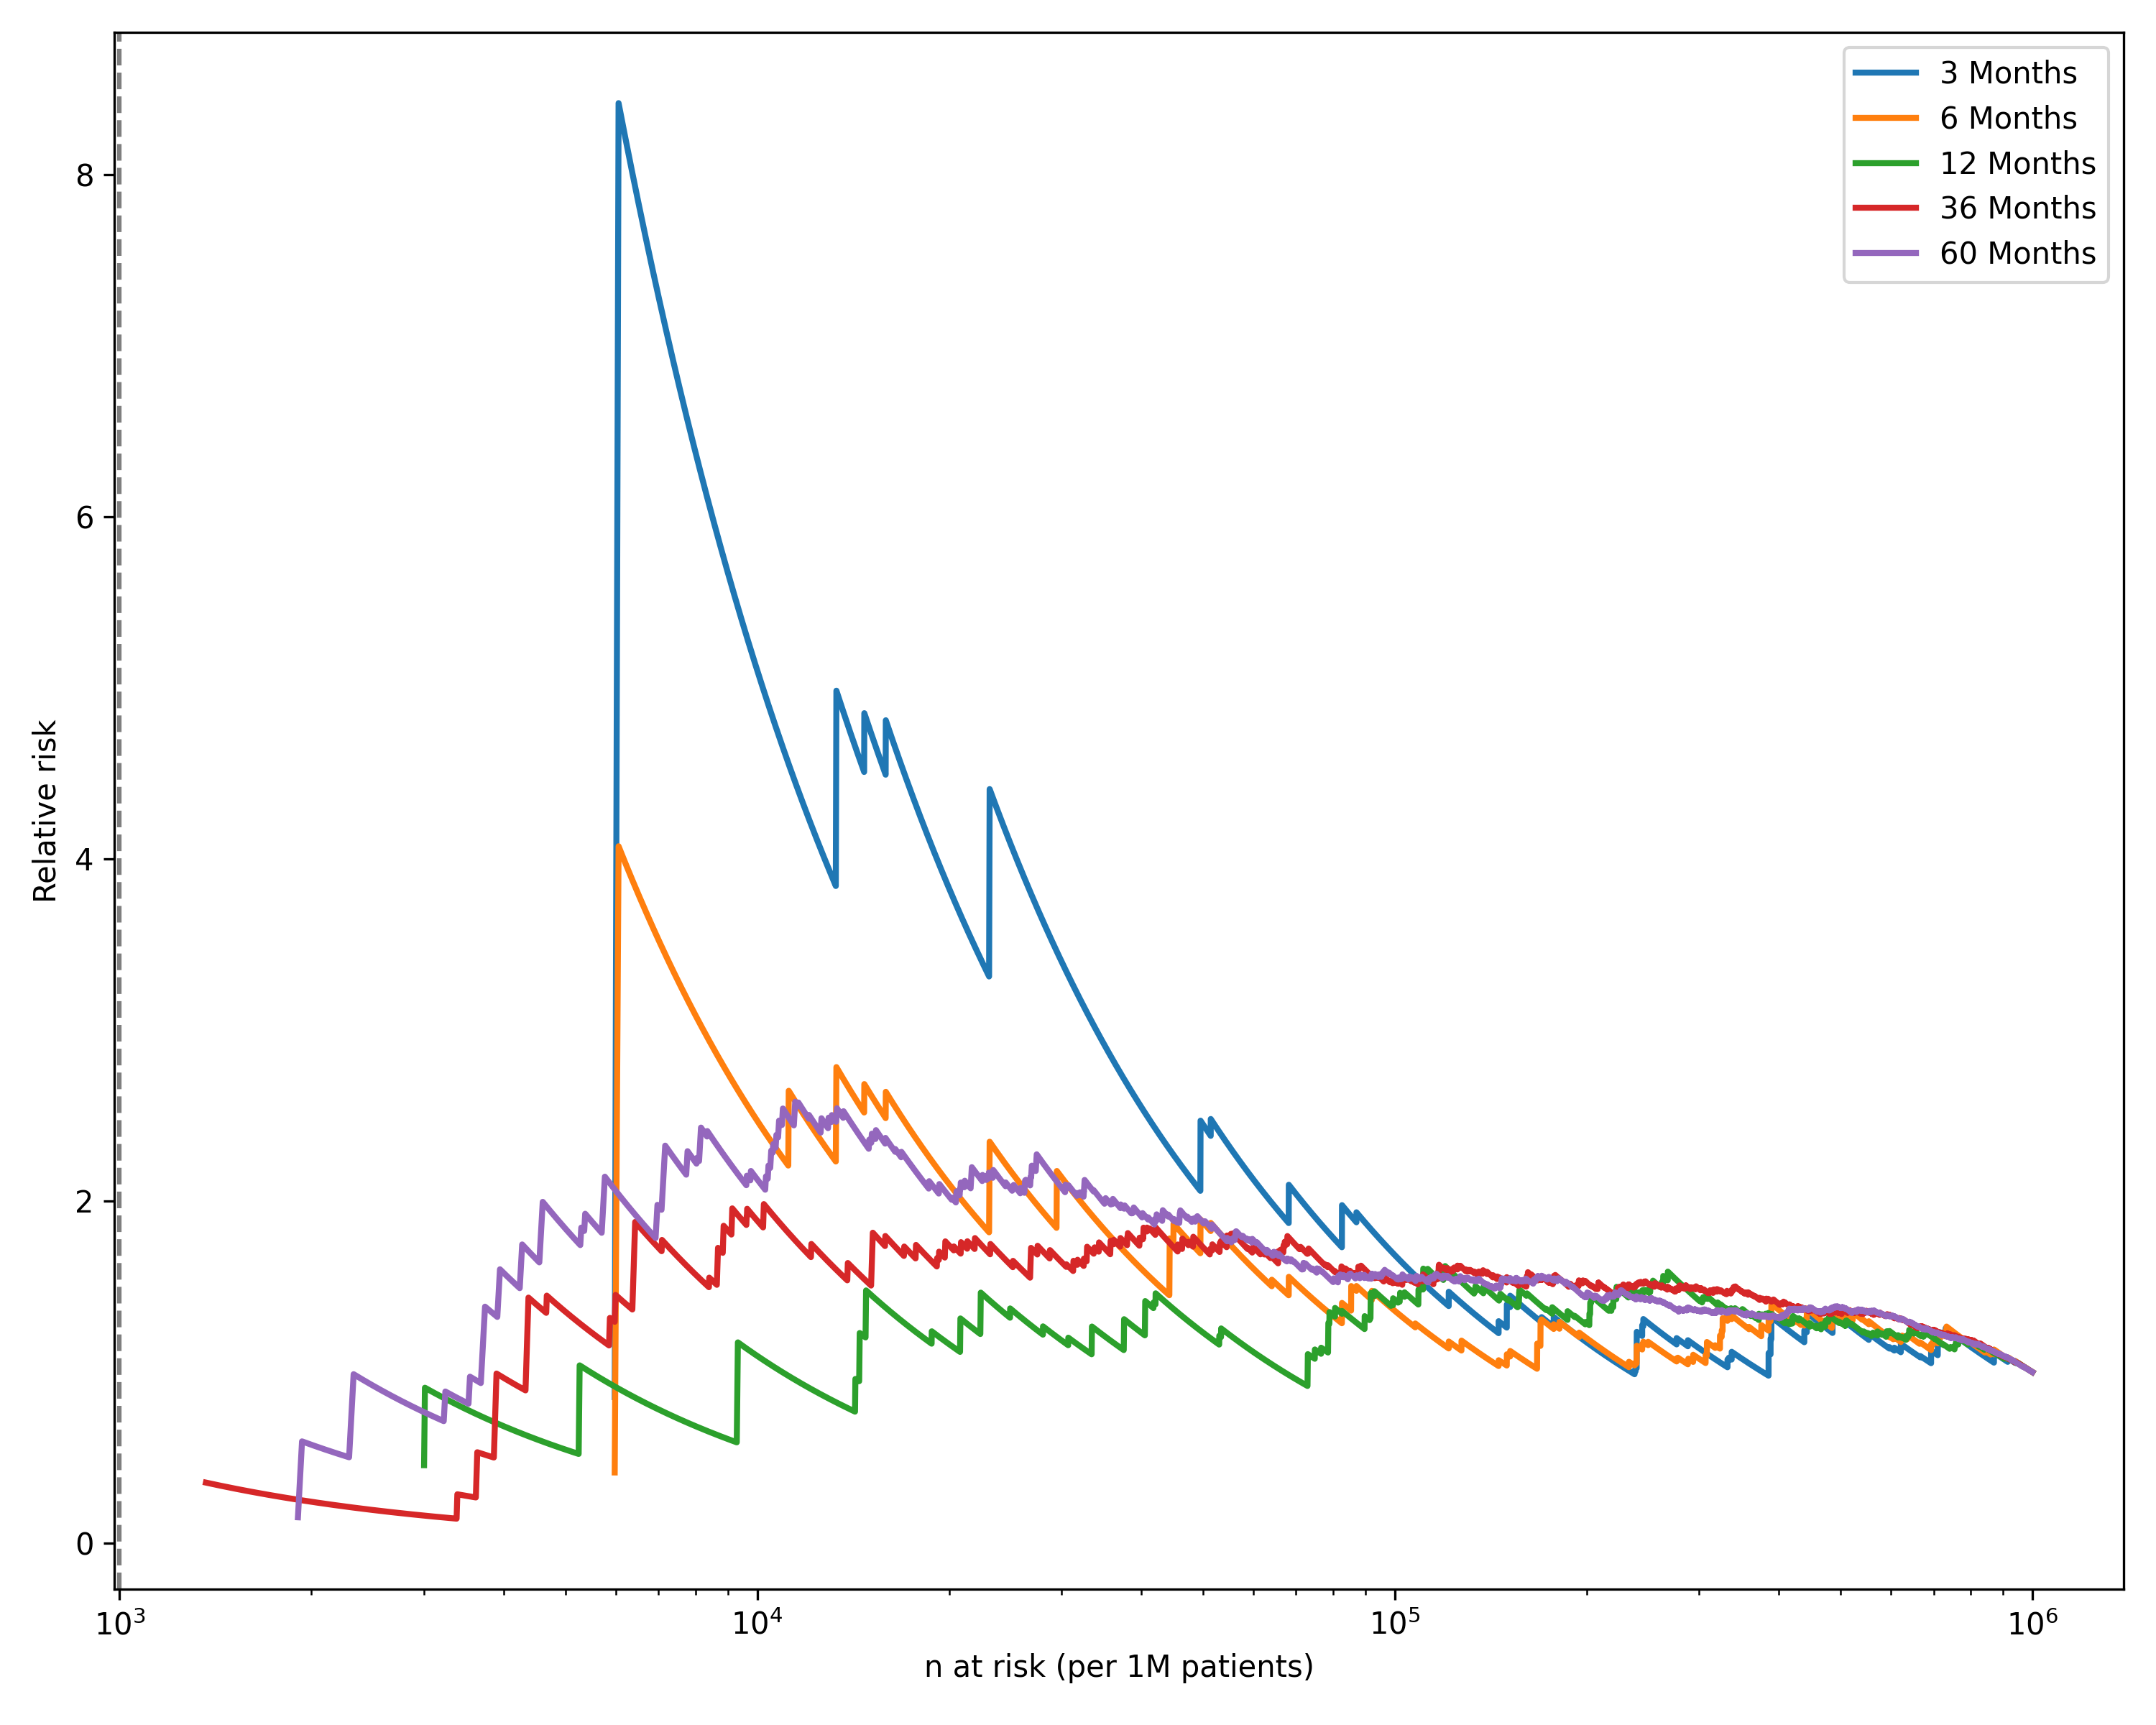 3 Months
6 Months
12 Months
36 Months
60 Months
8
6
4
2
0
Relative risk
10³
10⁴
10⁵
10⁶
n at risk (per 1M patients)